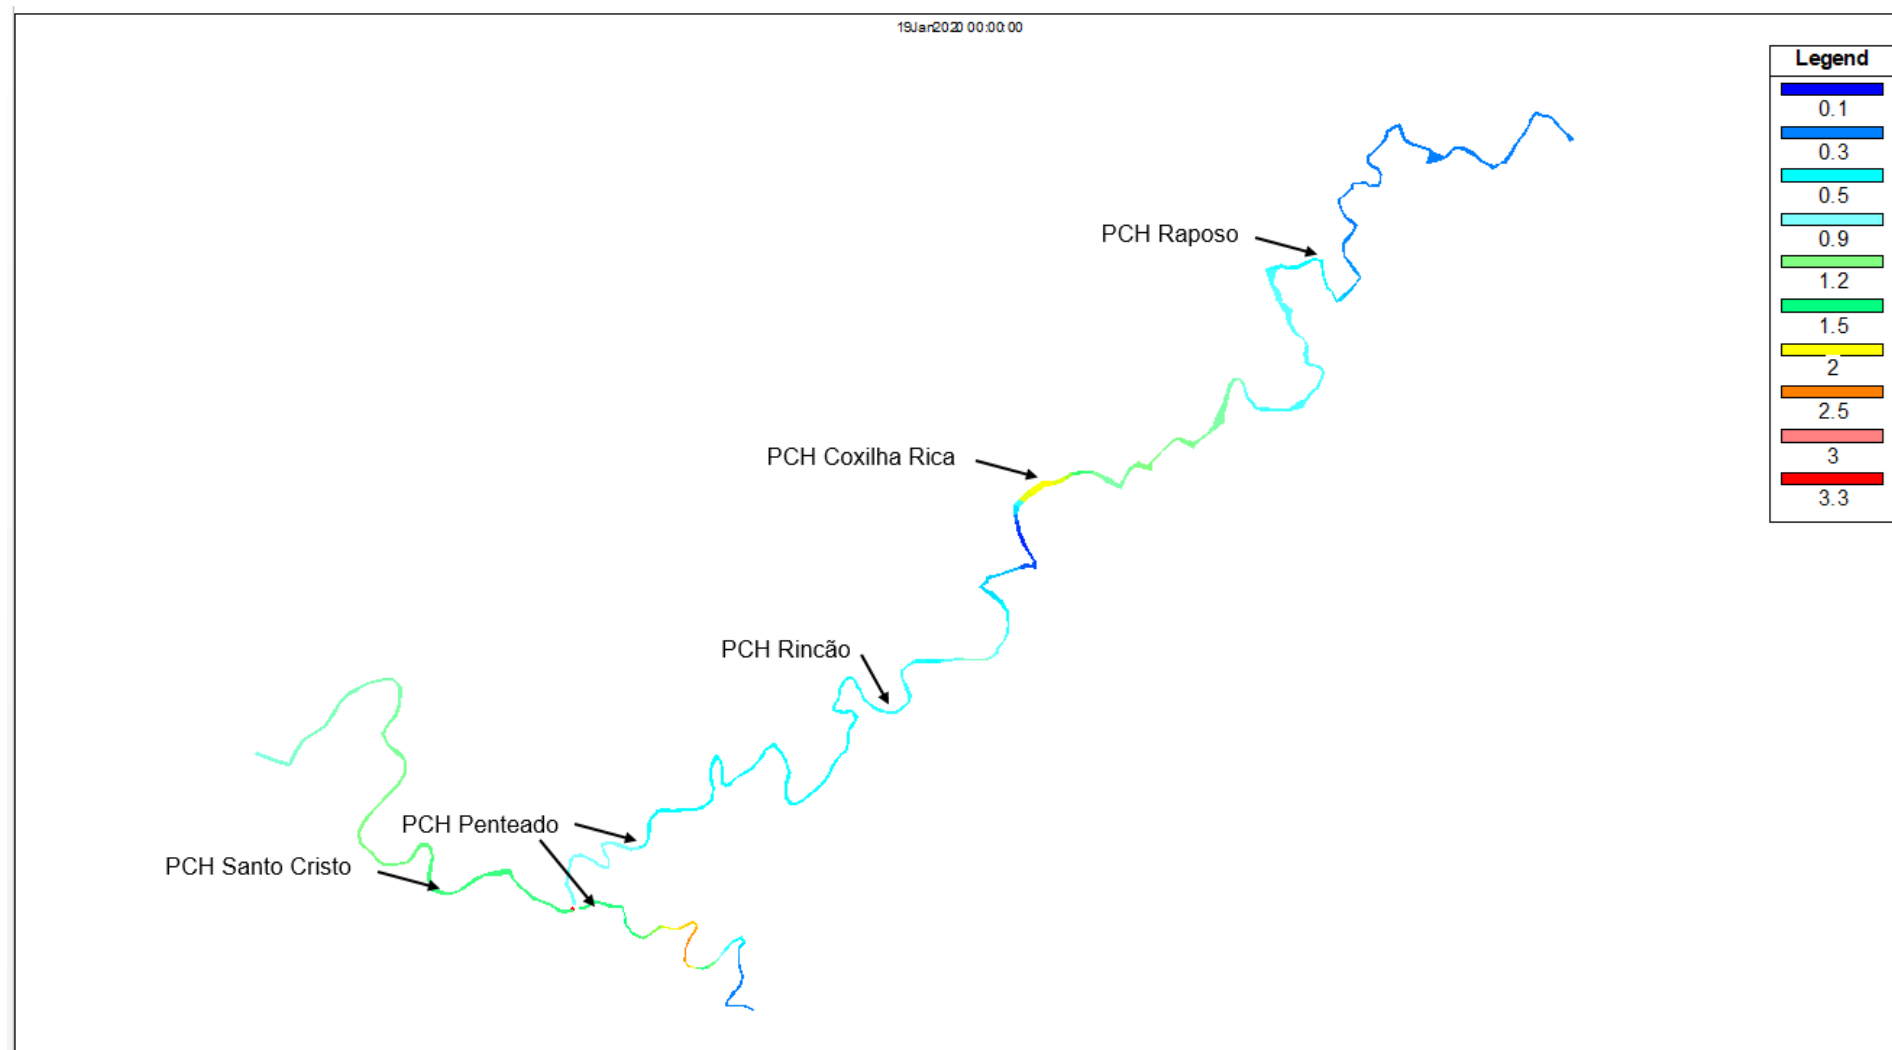 19Jan2020 00:00:00
Legend
0.1
0.3
0.5
0.9
1.2
1.5
2
2.5
3
3.3
PCH Raposo
PCH Coxilha Rica
PCH Rincão
PCH Penteado
PCH Santo Cristo